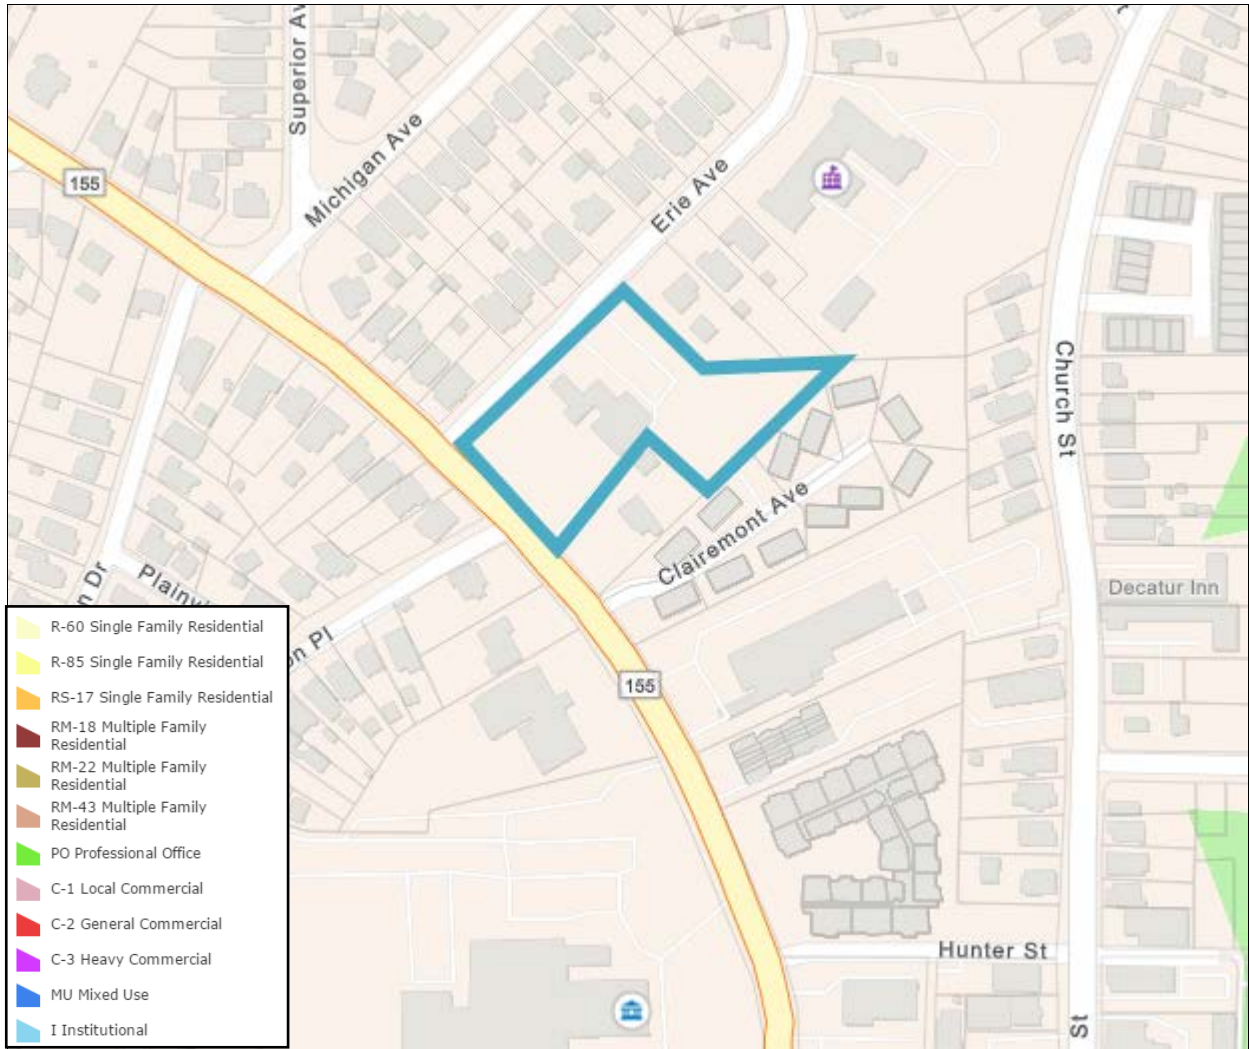 Superior Av
Michigan Ave
155
Erie Ave
Church St
Clairemont Ave
Decatur Inn
n Dr
Plainvi
on Pl
155
Hunter St
St
R-60 Single Family Residential
R-85 Single Family Residential
RS-17 Single Family Residential
RM-18 Multiple Family
Residential
RM-22 Multiple Family
Residential
RM-43 Multiple Family
Residential
PO Professional Office
C-1 Local Commercial
C-2 General Commercial
C-3 Heavy Commercial
MU Mixed Use
I Institutional